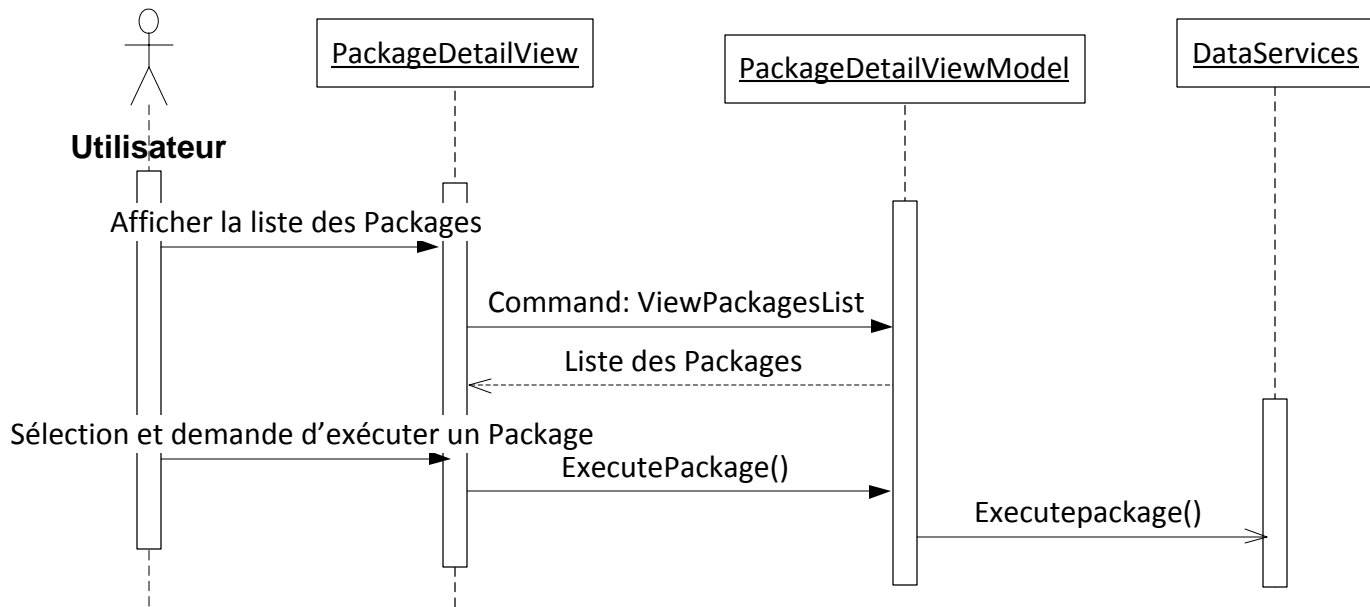 PackageDetailView
PackageDetailViewModel
DataServices
Utilisateur
Afficher la liste des Packages
Command: ViewPackagesList
Liste des Packages
Sélection et demande d’exécuter un Package
ExecutePackage()
Executepackage()